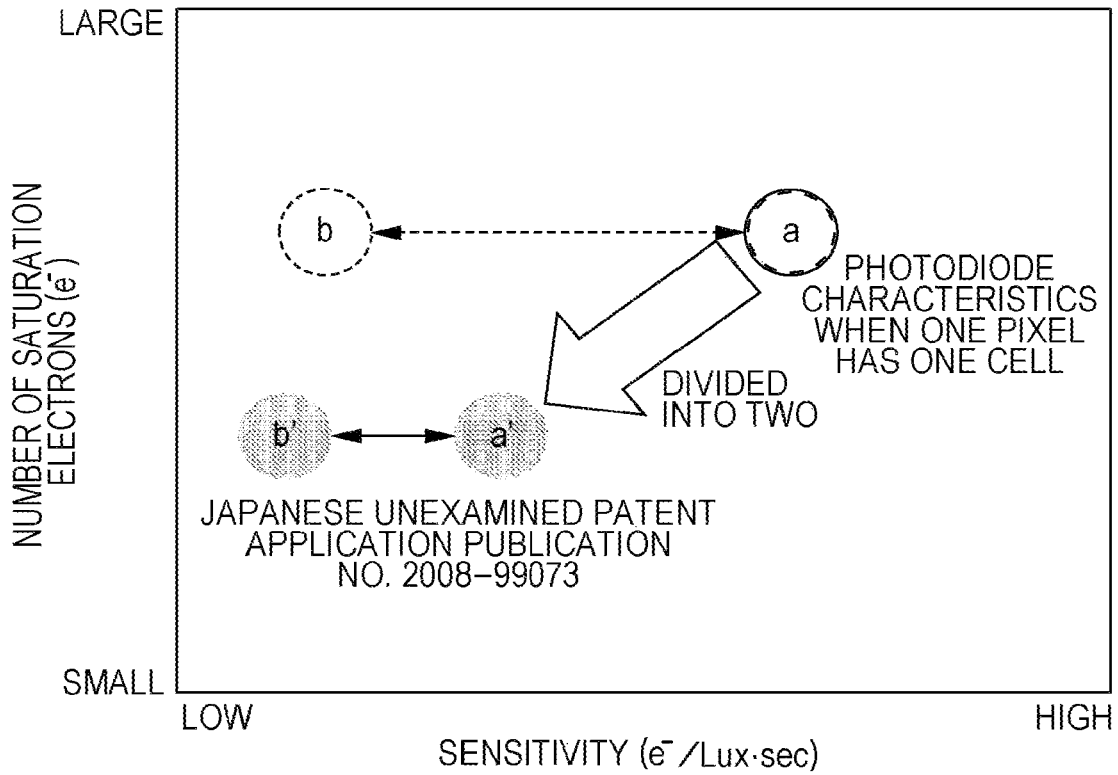 LARGE
NUMBER OF SATURATION
ELECTRONS (e⁻)
b
a
PHOTODIODE
CHARACTERISTICS
WHEN ONE PIXEL
HAS ONE CELL
DIVIDED
INTO TWO
b'
a'
JAPANESE UNEXAMINED PATENT
APPLICATION PUBLICATION
NO. 2008-99073
SMALL
LOW
HIGH
SENSITIVITY (e⁻/Lux·sec)